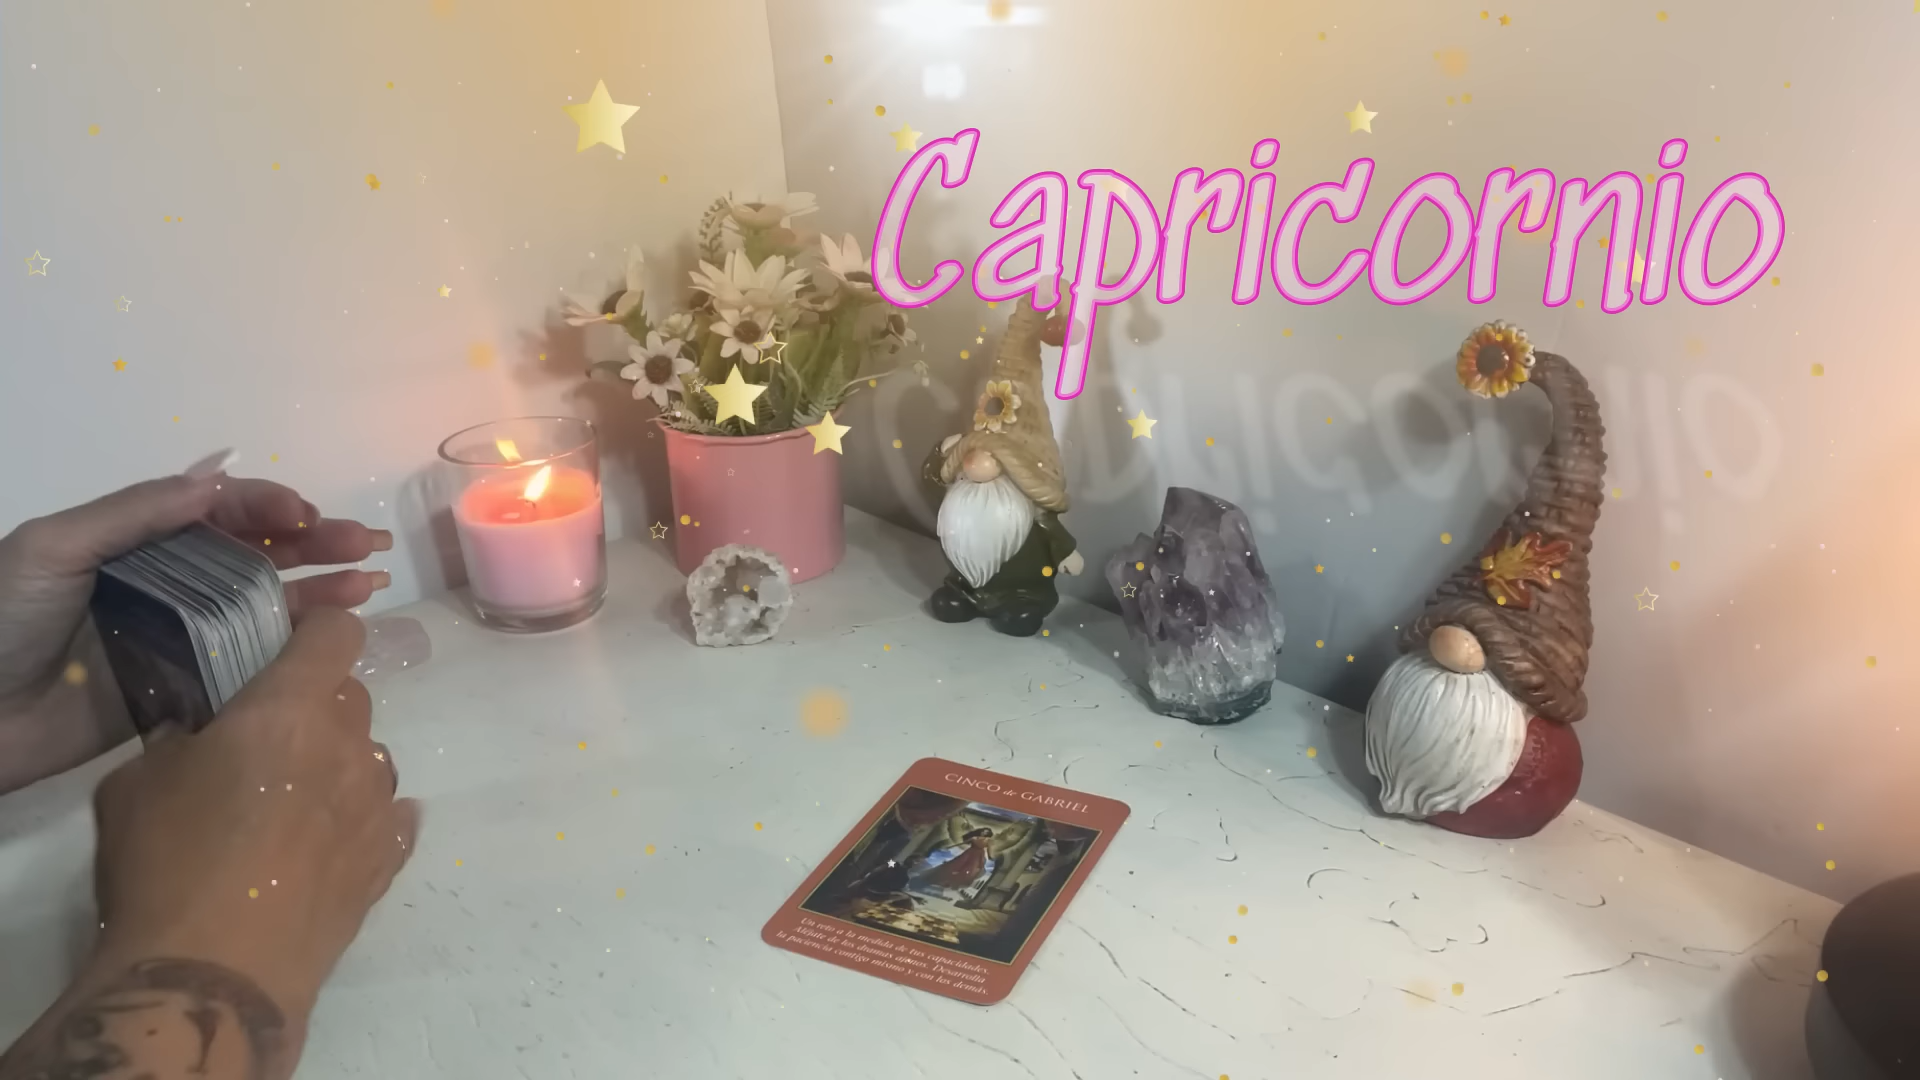 Capricornio
CINCO de GABRIEL
Un reto a la medida de tus capacidades.
Aléjate de los dramas ajenos. Desarrolla
la paciencia contigo mismo y con los demás.